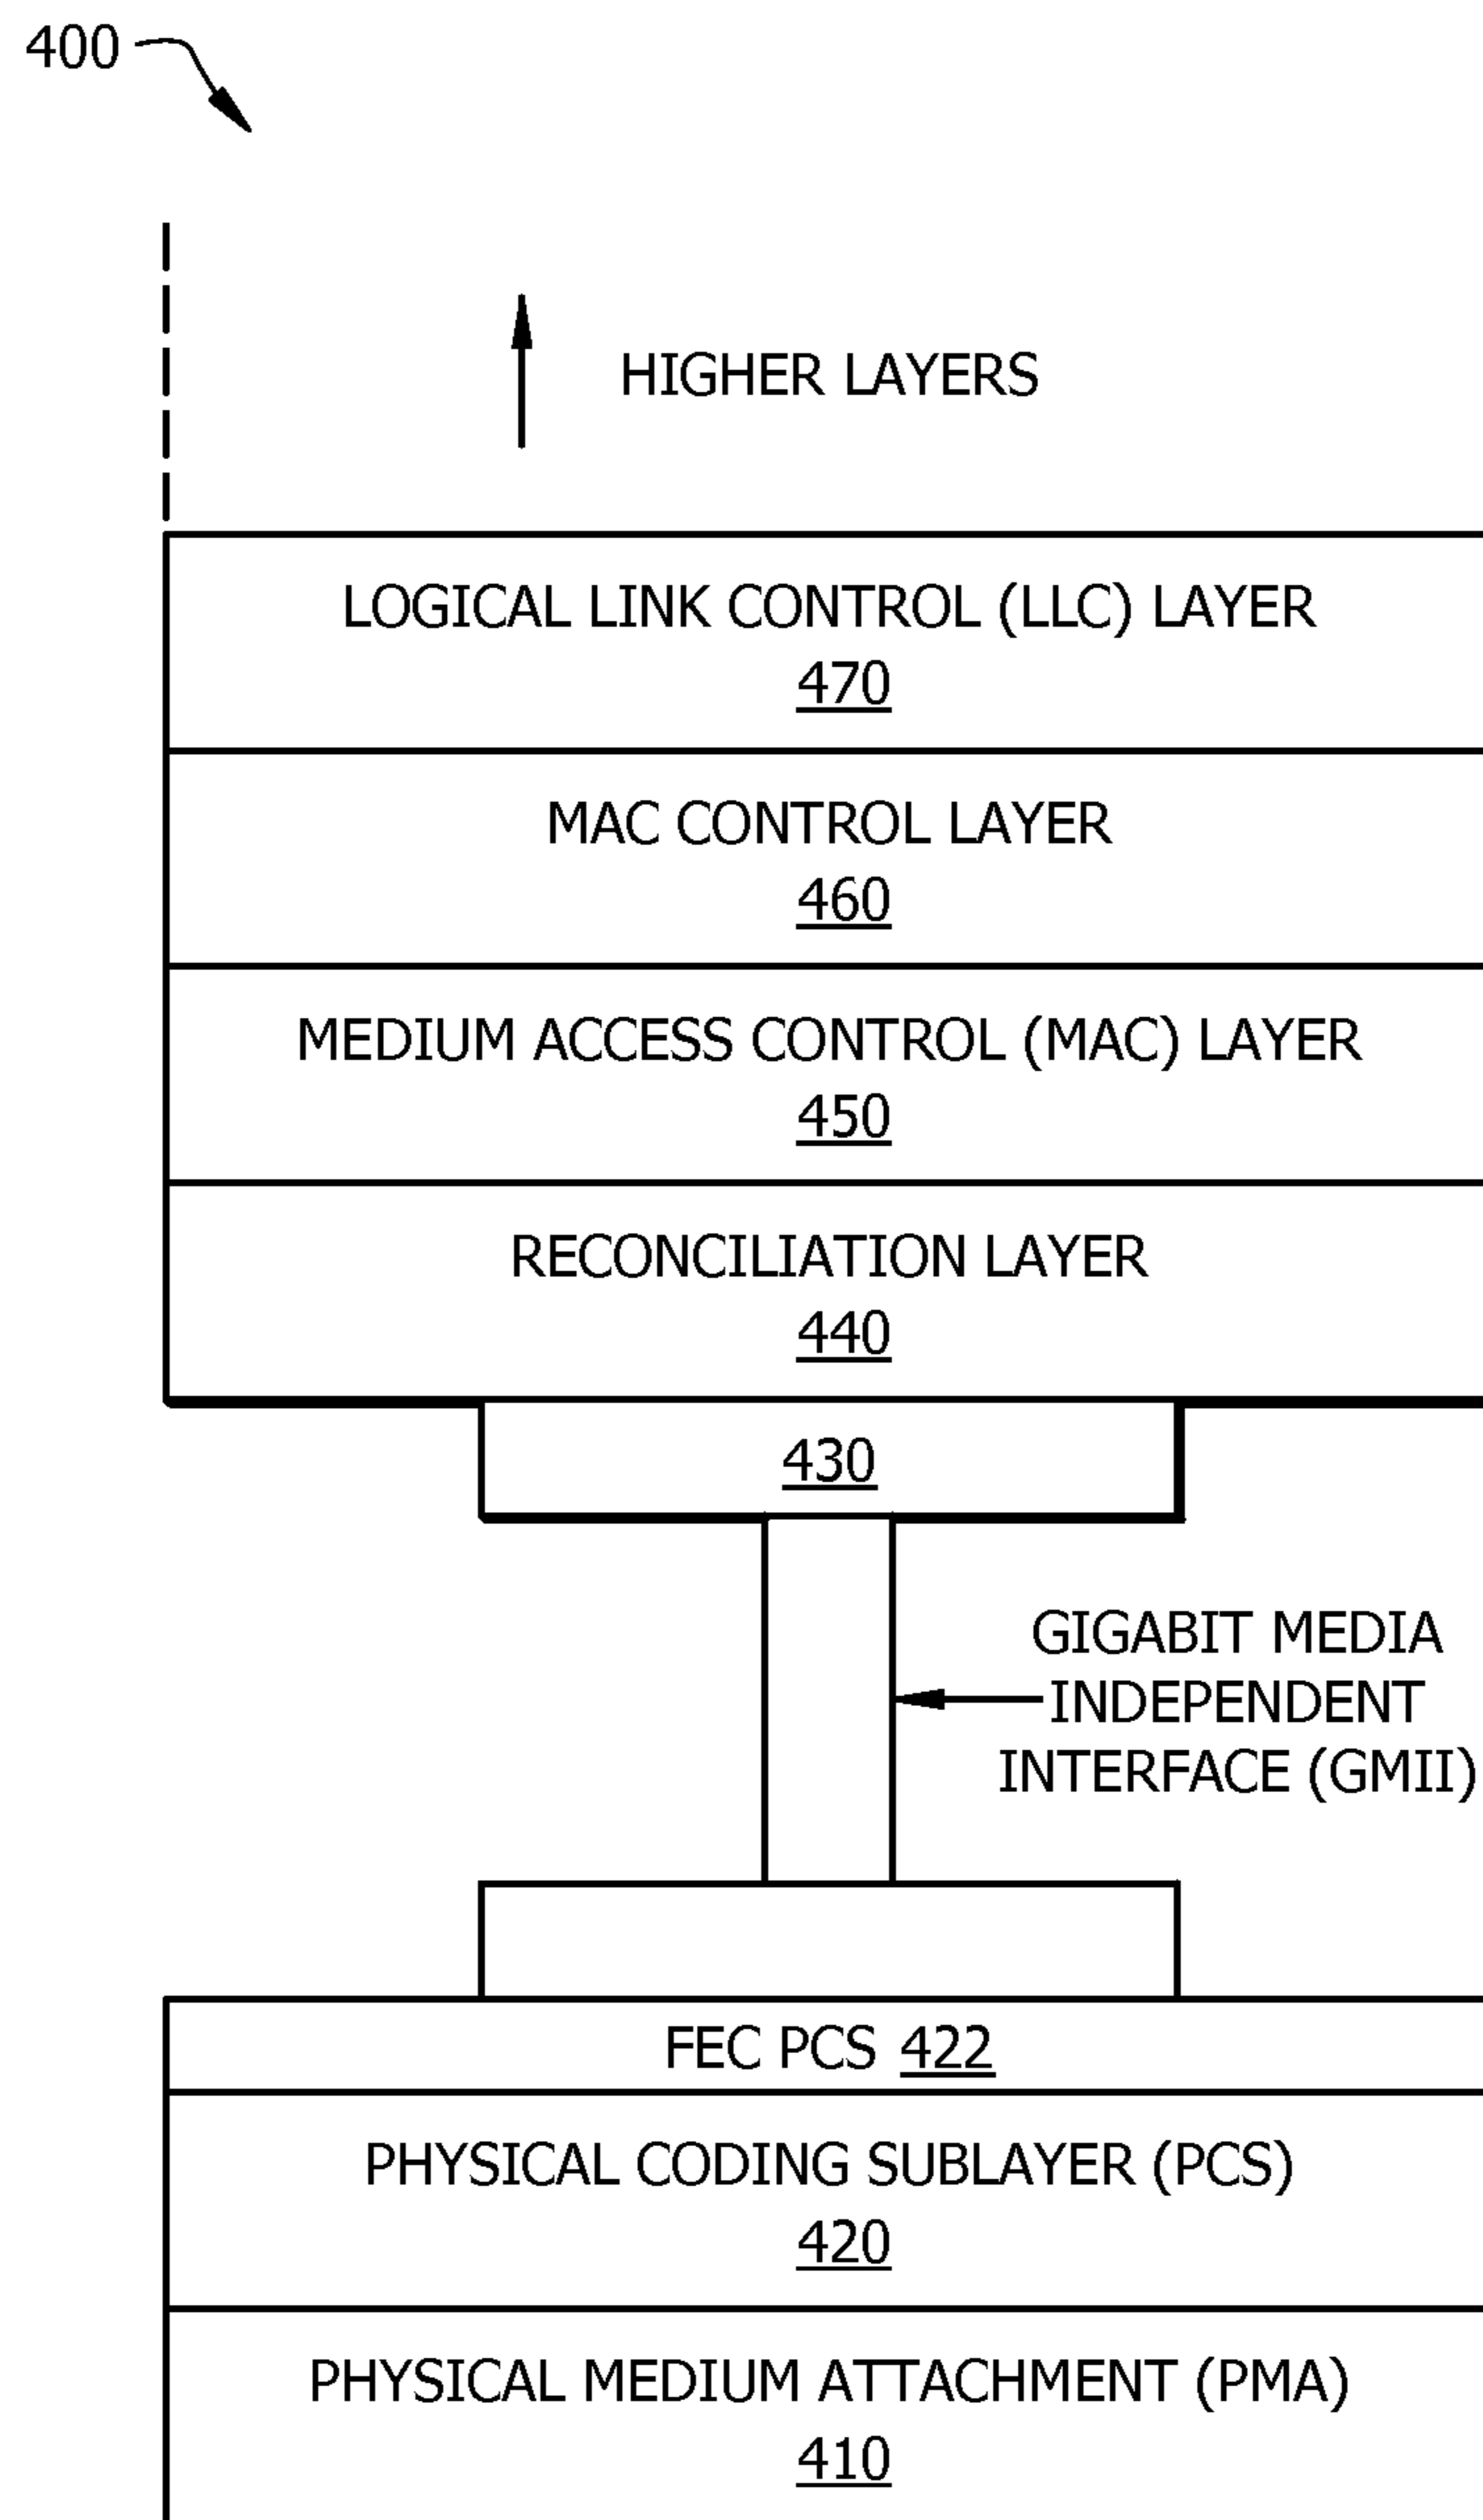 400
HIGHER LAYERS
LOGICAL LINK CONTROL (LLC) LAYER
470
MAC CONTROL LAYER
460
MEDIUM ACCESS CONTROL (MAC) LAYER
450
RECONCILIATION LAYER
440
430
GIGABIT MEDIA
INDEPENDENT
INTERFACE (GMII)
FEC PCS 422
PHYSICAL CODING SUBLAYER (PCS)
420
PHYSICAL MEDIUM ATTACHMENT (PMA)
410